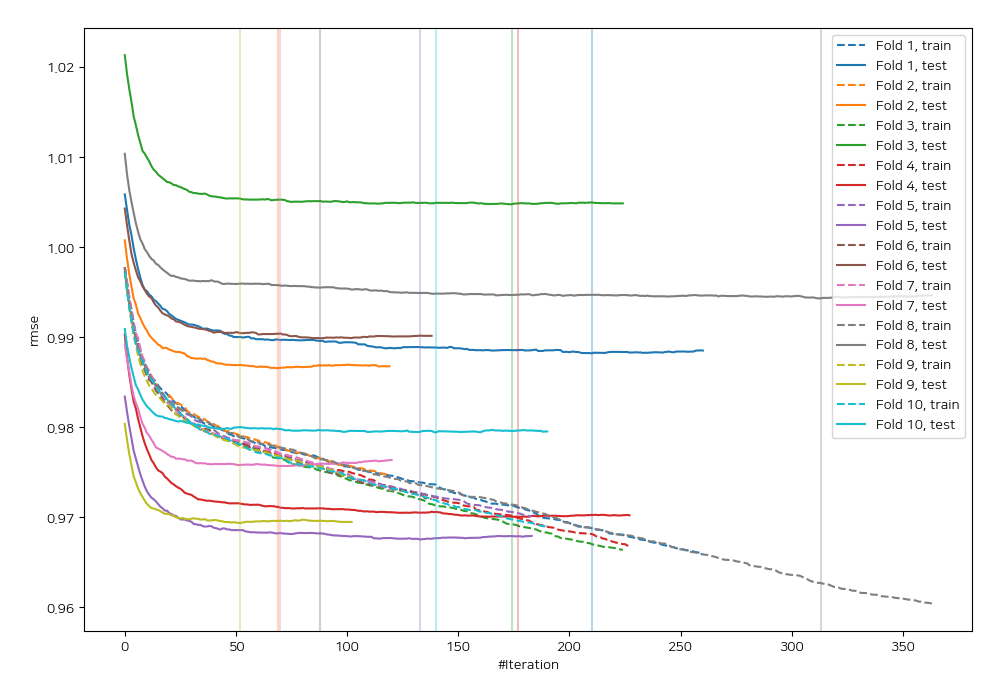 1,02
1,01
1,00
0,99
0,98
0,97
0,96
rmse
0
50
100
150
200
250
300
350
#Iteration
Fold 1, train
Fold 1, test
Fold 2, train
Fold 2, test
Fold 3, train
Fold 3, test
Fold 4, train
Fold 4, test
Fold 5, train
Fold 5, test
Fold 6, train
Fold 6, test
Fold 7, train
Fold 7, test
Fold 8, train
Fold 8, test
Fold 9, train
Fold 9, test
Fold 10, train
Fold 10, test